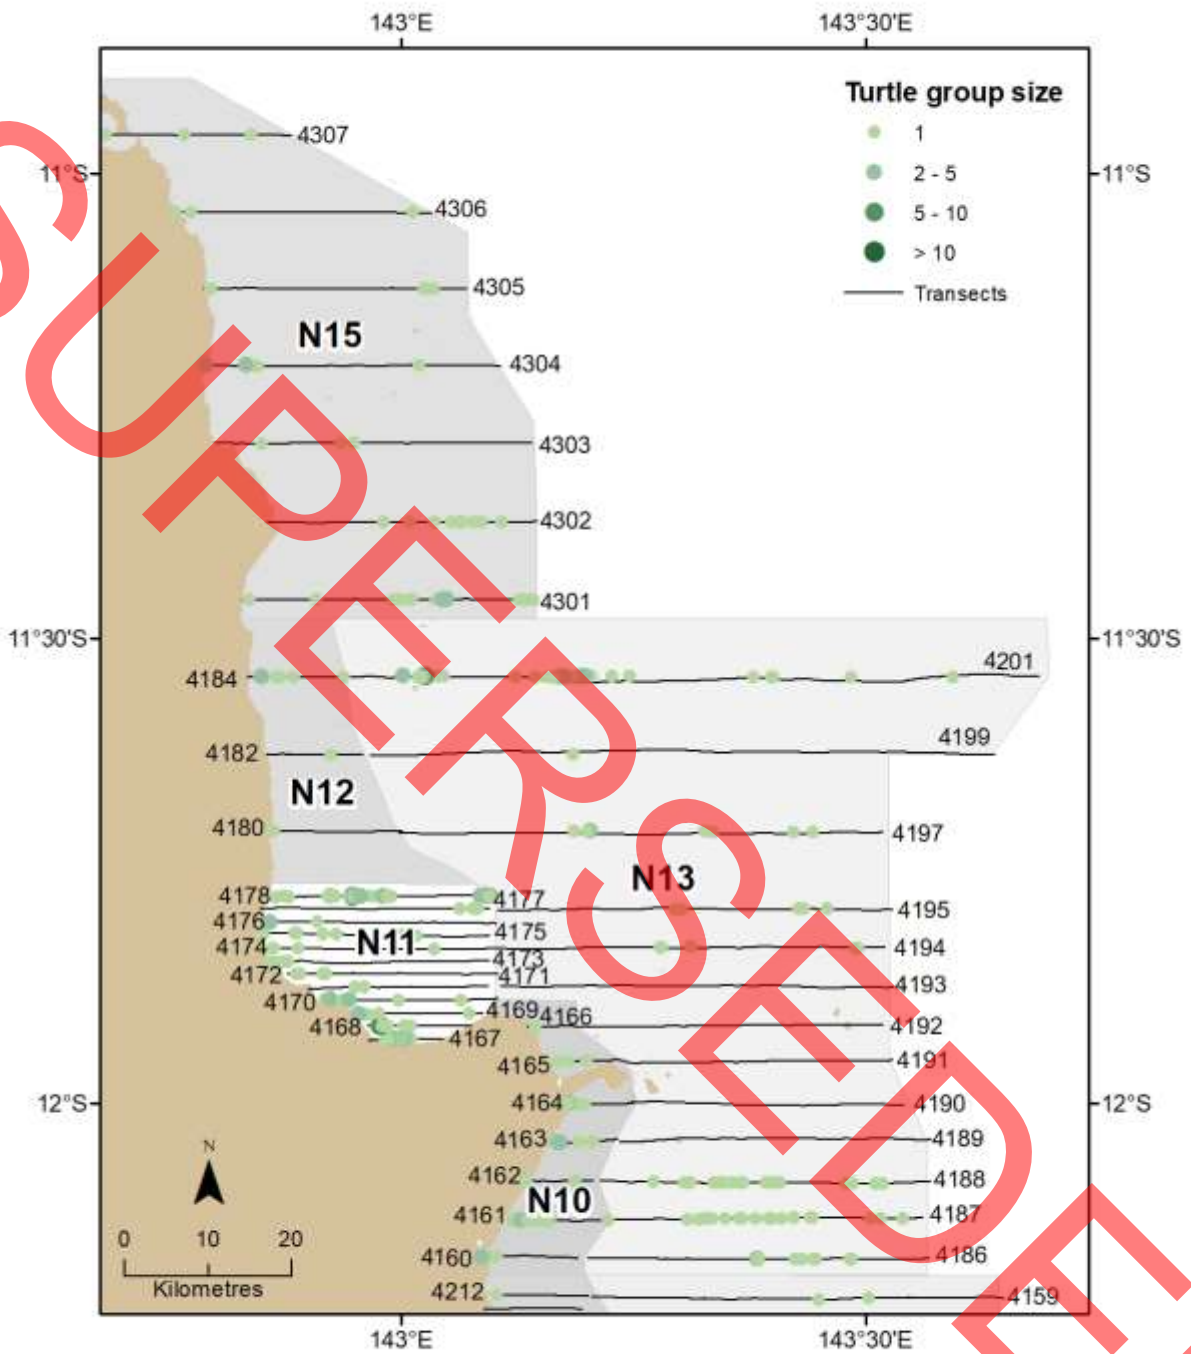 143°E 143°30'E
Turtle group size
1
2 - 5
5 - 10
> 10
Transects
11°S 11°S
4307
4306
4305
N15
4304
4303
4302
4301
11°30'S 11°30'S
4184 4201
4182 4199
N12
4180 4197
N13
4178 4177
4195
4176 4175
N11
4174 4194
4173
4172 4171
4193
4170 4169 4166
4192
4168 4167
4165 4191
12°S 12°S
4164 4190
4163 4189
4162 4188
N10
4161 4187
4160 4186
4212 4159
N
0 10 20
Kilometres
143°E 143°30'E
SUPERSEDE